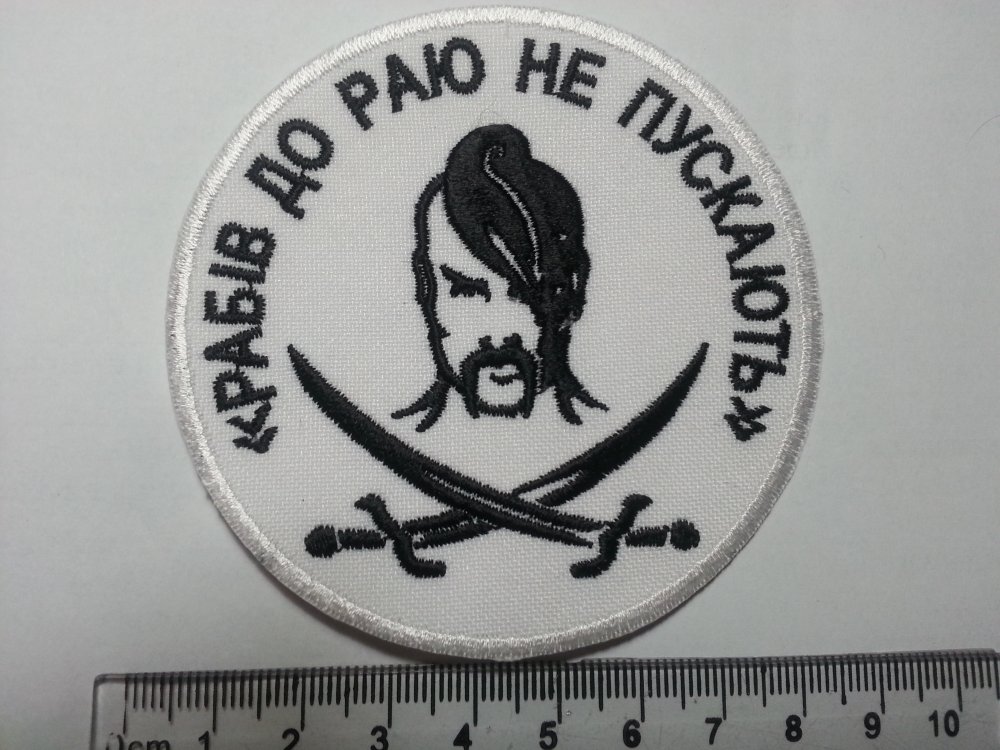 «РАБІВ ДО РАЮ НЕ ПУСКАЮТЬ»
0cm 1 2 3 4 5 6 7 8 9 10